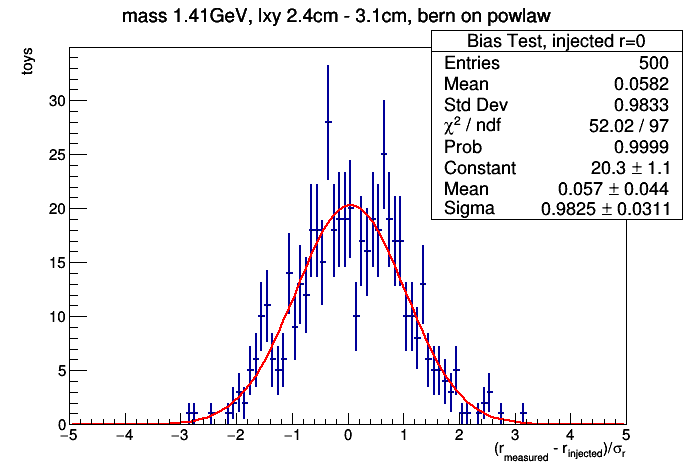 mass 1.41GeV, lxy 2.4cm - 3.1cm, bern on powlaw
Bias Test, injected r=0
Entries 500
Mean 0.0582
Std Dev 0.9833
χ² / ndf 52.02 / 97
Prob 0.9999
Constant 20.3 ± 1.1
Mean 0.057 ± 0.044
Sigma 0.9825 ± 0.0311
toys
30
25
20
15
10
5
0
−5 −4 −3 −2 −1 0 1 2 3 4 5
(r_measured - r_injected)/σ_r